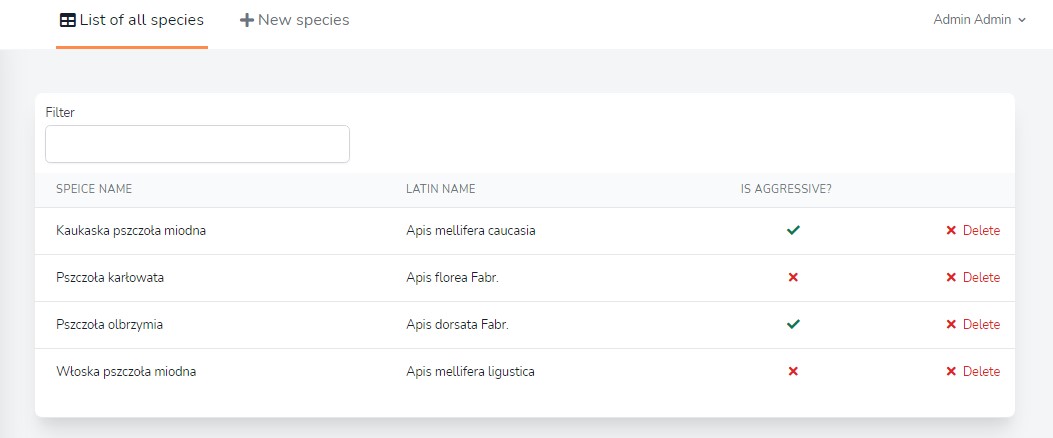 List of all species New species Admin Admin
Filter
SPEICE NAME LATIN NAME IS AGGRESSIVE?
Kaukaska pszczoła miodna Apis mellifera caucasia Delete
Pszczoła karłowata Apis florea Fabr. Delete
Pszczoła olbrzymia Apis dorsata Fabr. Delete
Włoska pszczoła miodna Apis mellifera ligustica Delete